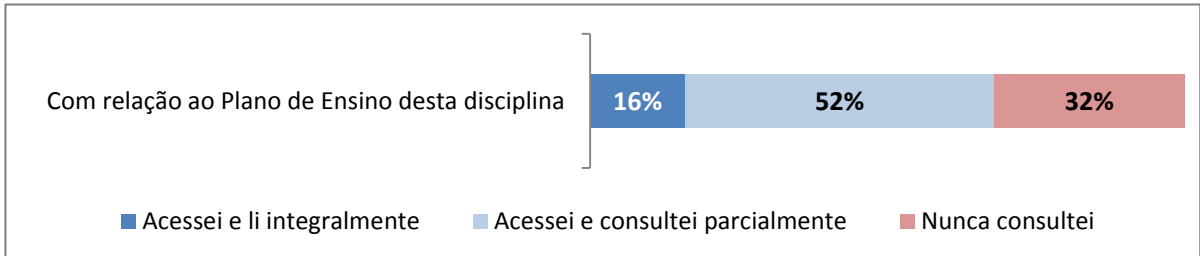 Com relação ao Plano de Ensino desta disciplina 16% 52% 32%
Acessei e li integralmente Acessei e consultei parcialmente Nunca consultei